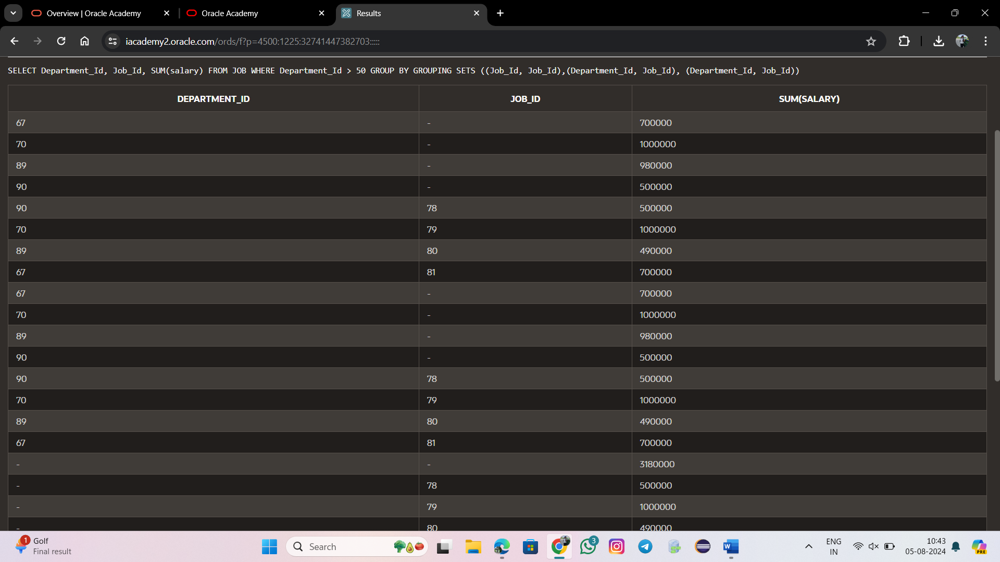 Overview | Oracle Academy
Oracle Academy
Results
iacademy2.oracle.com/ords/f?p=4500:1225:32741447382703:::::
SELECT Department_Id, Job_Id, SUM(salary) FROM JOB WHERE Department_Id > 50 GROUP BY GROUPING SETS ((Job_Id, Job_Id),(Department_Id, Job_Id), (Department_Id, Job_Id))
DEPARTMENT_ID JOB_ID SUM(SALARY)
67 - 700000
70 - 1000000
89 - 980000
90 - 500000
90 78 500000
70 79 1000000
89 80 490000
67 81 700000
67 - 700000
70 - 1000000
89 - 980000
90 - 500000
90 78 500000
70 79 1000000
89 80 490000
67 81 700000
- - 3180000
- 78 500000
- 79 1000000
- 80 490000
1
Golf
Final result
Search
3
W
ENG
IN
10:43
05-08-2024
PRE